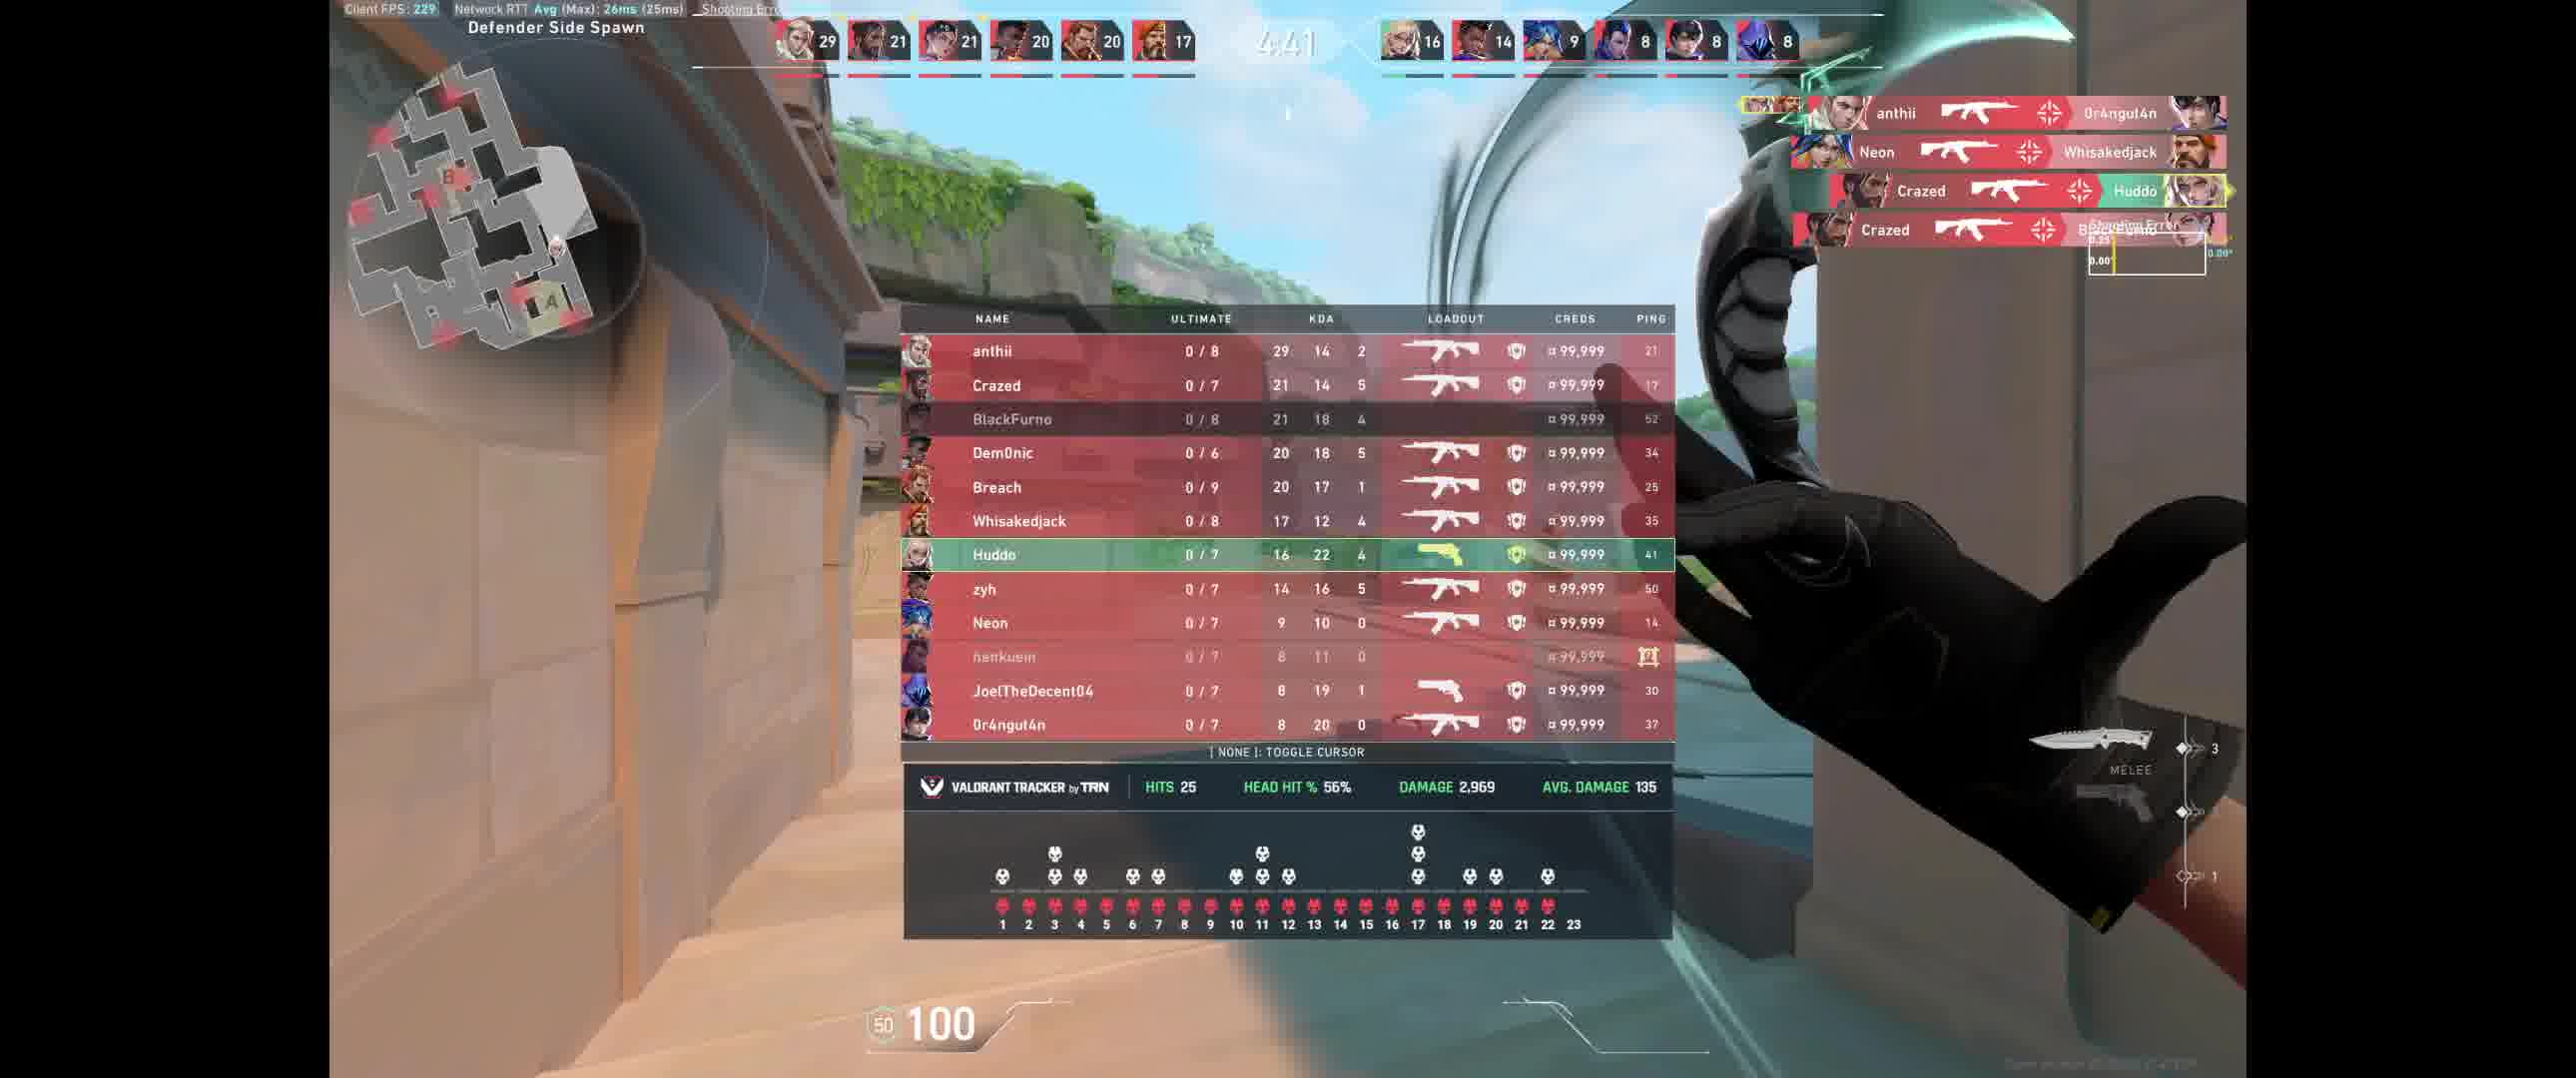 Client FPS: 229 Network RTT Avg (Max): 26ms (25ms) Shooting Erro
Defender Side Spawn
29 21 21 20 20 17 4:41 16 14 9 8 8 8
anthii 0r4ngut4n
Neon Whisakedjack
Crazed Huddo
Crazed
Shooting Error
0.00°
0.00°
B
A
NAME ULTIMATE KDA LOADOUT CREDS PING
anthii 0 / 8 29 14 2 ¤ 99,999 21
Crazed 0 / 7 21 14 5 ¤ 99,999 17
BlackFurno 0 / 8 21 18 4 ¤ 99,999 52
Dem0nic 0 / 6 20 18 5 ¤ 99,999 34
Breach 0 / 9 20 17 1 ¤ 99,999 25
Whisakedjack 0 / 8 17 12 4 ¤ 99,999 35
Huddo 0 / 7 16 22 4 ¤ 99,999 41
zyh 0 / 7 14 16 5 ¤ 99,999 50
Neon 0 / 7 9 10 0 ¤ 99,999 14
0 / 7 8 11 0 ¤ 99,999
JoelTheDecent04 0 / 7 8 19 1 ¤ 99,999 30
0r4ngut4n 0 / 7 8 20 0 ¤ 99,999 37
[ NONE ]: TOGGLE CURSOR
VALORANT TRACKER by TRN HITS 25 HEAD HIT % 56% DAMAGE 2,969 AVG. DAMAGE 135
1 2 3 4 5 6 7 8 9 10 11 12 13 14 15 16 17 18 19 20 21 22 23
3
MELEE
1
50 100